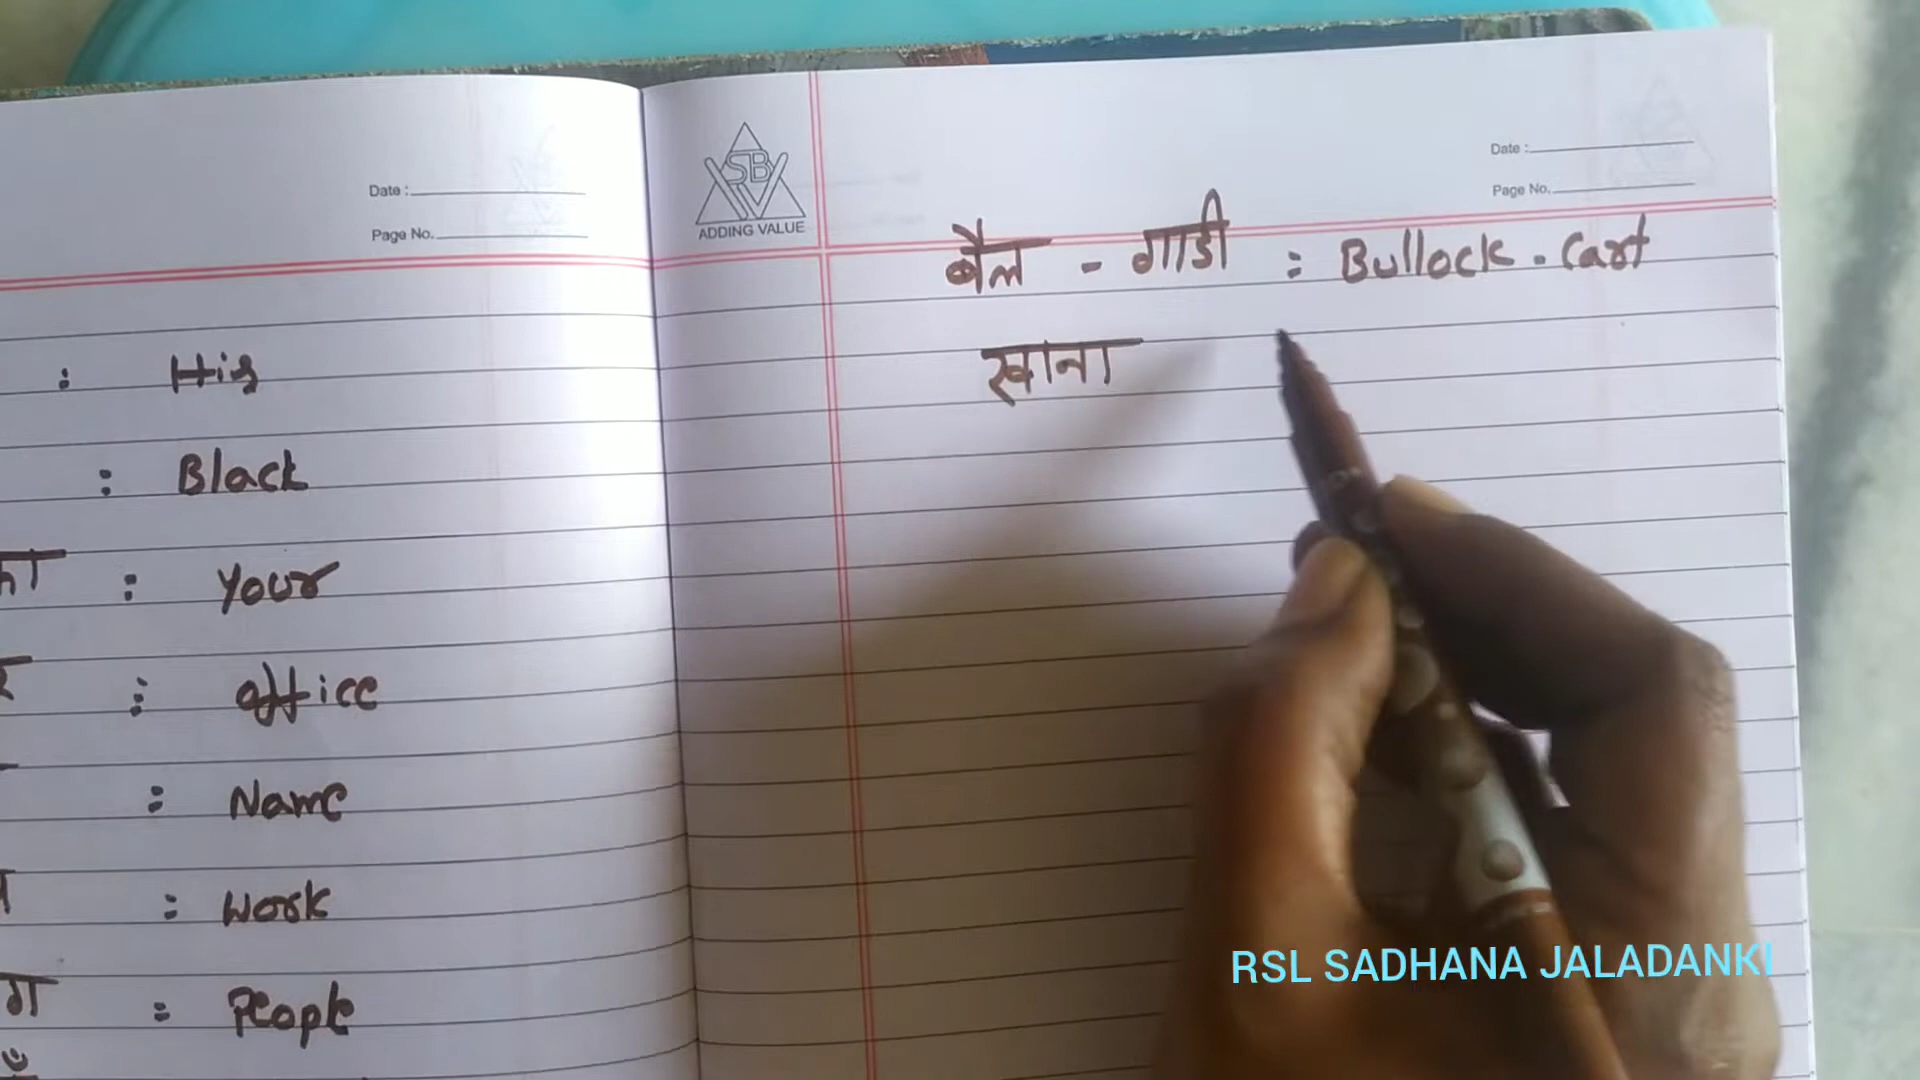 Date :
Page No.
: His
: Black
का : Your
: office
: Name
: Work
ग : People
SBV
ADDING VALUE
Date :
Page No.
बैल - गाडी : Bullock - Cart
खाना
RSL SADHANA JALADANKI